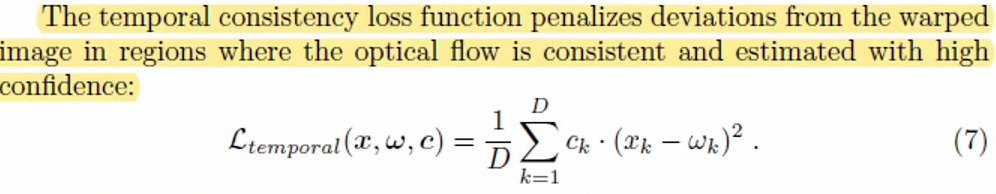 The temporal consistency loss function penalizes deviations from the warped
image in regions where the optical flow is consistent and estimated with high
confidence:
$\mathcal{L}_{temporal}(\boldsymbol{x}, \boldsymbol{\omega}, \boldsymbol{c}) = \frac{1}{D} \sum_{k=1}^{D} c_k \cdot (x_k - \omega_k)^2 \, .$ (7)